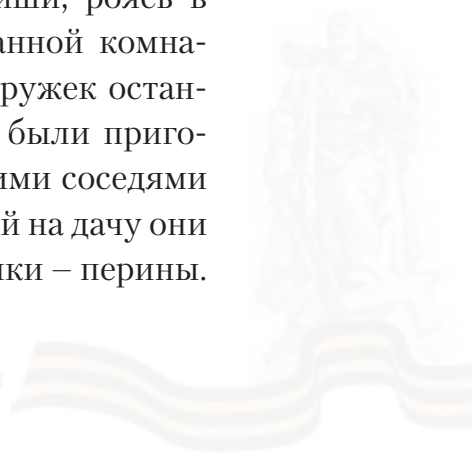 иши, роясь в
анной комна-
ружек остан-
были приго-
ими соседями
й на дачу они
ки – перины.